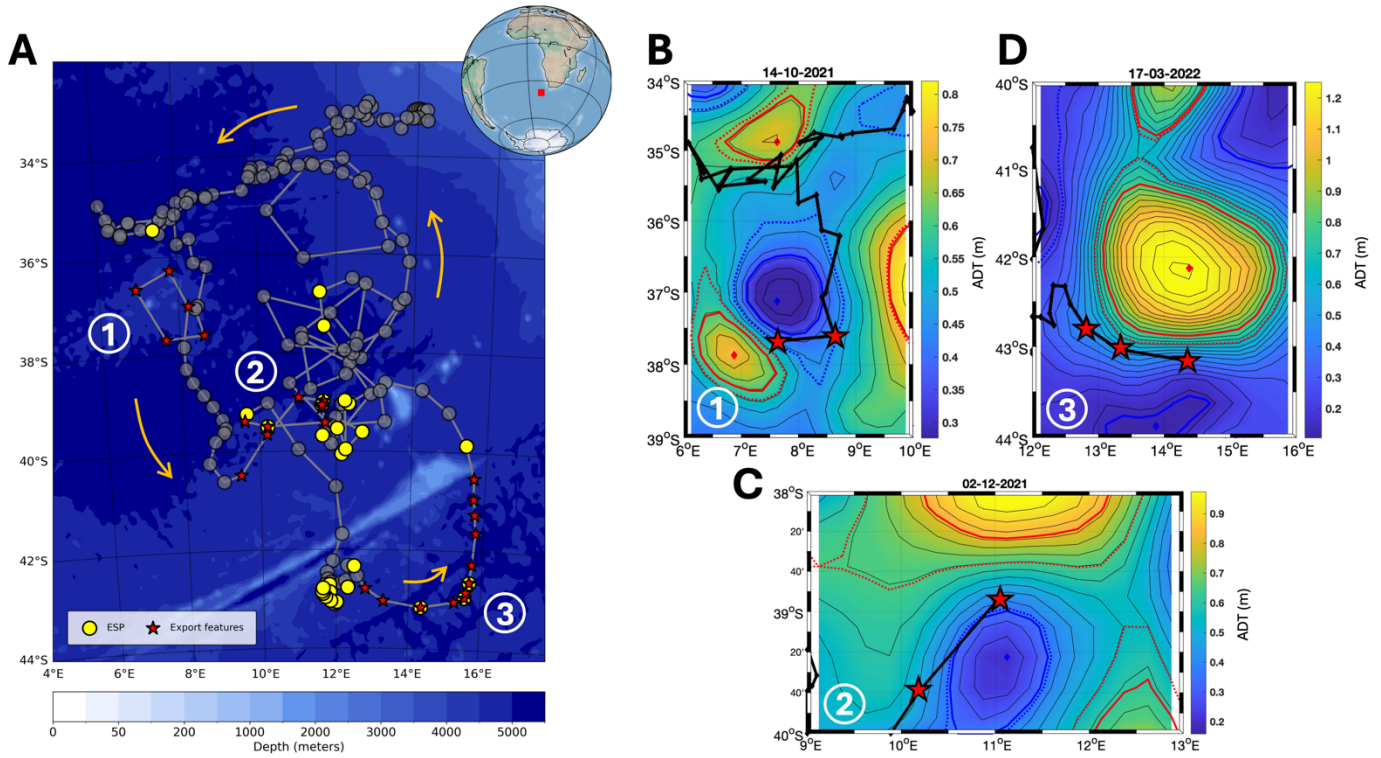 A
34°S
36°S
38°S
40°S
42°S
44°S
4°E
6°E
8°E
10°E
12°E
14°E
16°E
1
2
3
ESP
Export features
0
50
200
1000
2000
3000
4000
5000
Depth (meters)
B
14-10-2021
34°S
35°S
36°S
37°S
38°S
39°S
6°E
7°E
8°E
9°E
10°E
1
0.8
0.75
0.7
0.65
0.6
0.55
0.5
0.45
0.4
0.35
0.3
ADT (m)
D
17-03-2022
40°S
41°S
42°S
43°S
44°S
12°E
13°E
14°E
15°E
16°E
3
1.2
1.1
1
0.9
0.8
0.7
0.6
0.5
0.4
0.3
0.2
ADT (m)
C
02-12-2021
38°S
20'
40'
39°S
20'
40'
40°S
9°E
10°E
11°E
12°E
13°E
2
0.9
0.8
0.7
0.6
0.5
0.4
0.3
0.2
ADT (m)